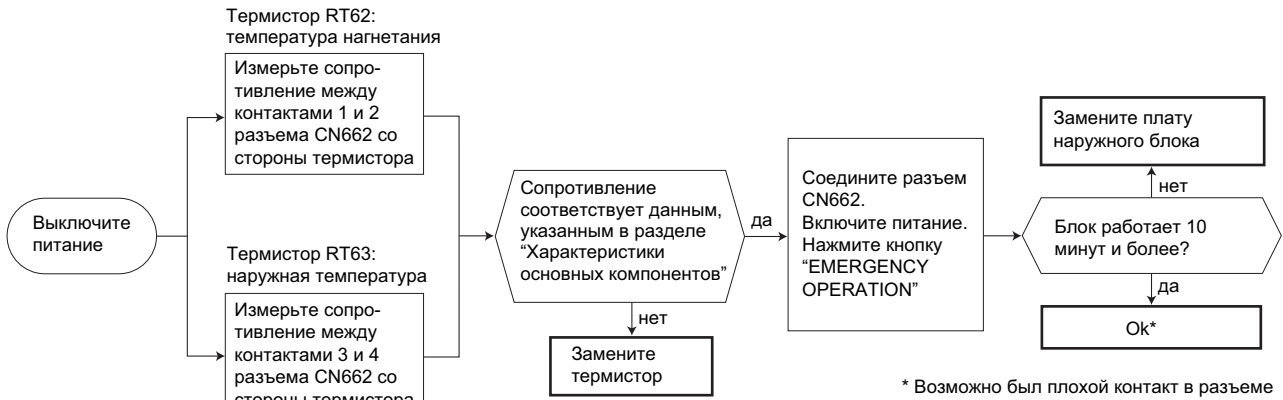 Термистор RT62:
температура нагнетания
Измерьте сопро-
тивление между
контактами 1 и 2
разъема CN662 со
стороны термистора
Выключите
питание
Термистор RT63:
наружная температура
Измерьте сопро-
тивление между
контактами 3 и 4
разъема CN662 со
стороны термистора
Сопротивление
соответствует данным,
указанным в разделе
“Характеристики
основных компонентов”
да
нет
Замените
термистор
Соедините разъем
CN662.
Включите питание.
Нажмите кнопку
“EMERGENCY
OPERATION”
Замените плату
наружного блока
нет
Блок работает 10
минут и более?
да
Ok*
* Возможно был плохой контакт в разъеме